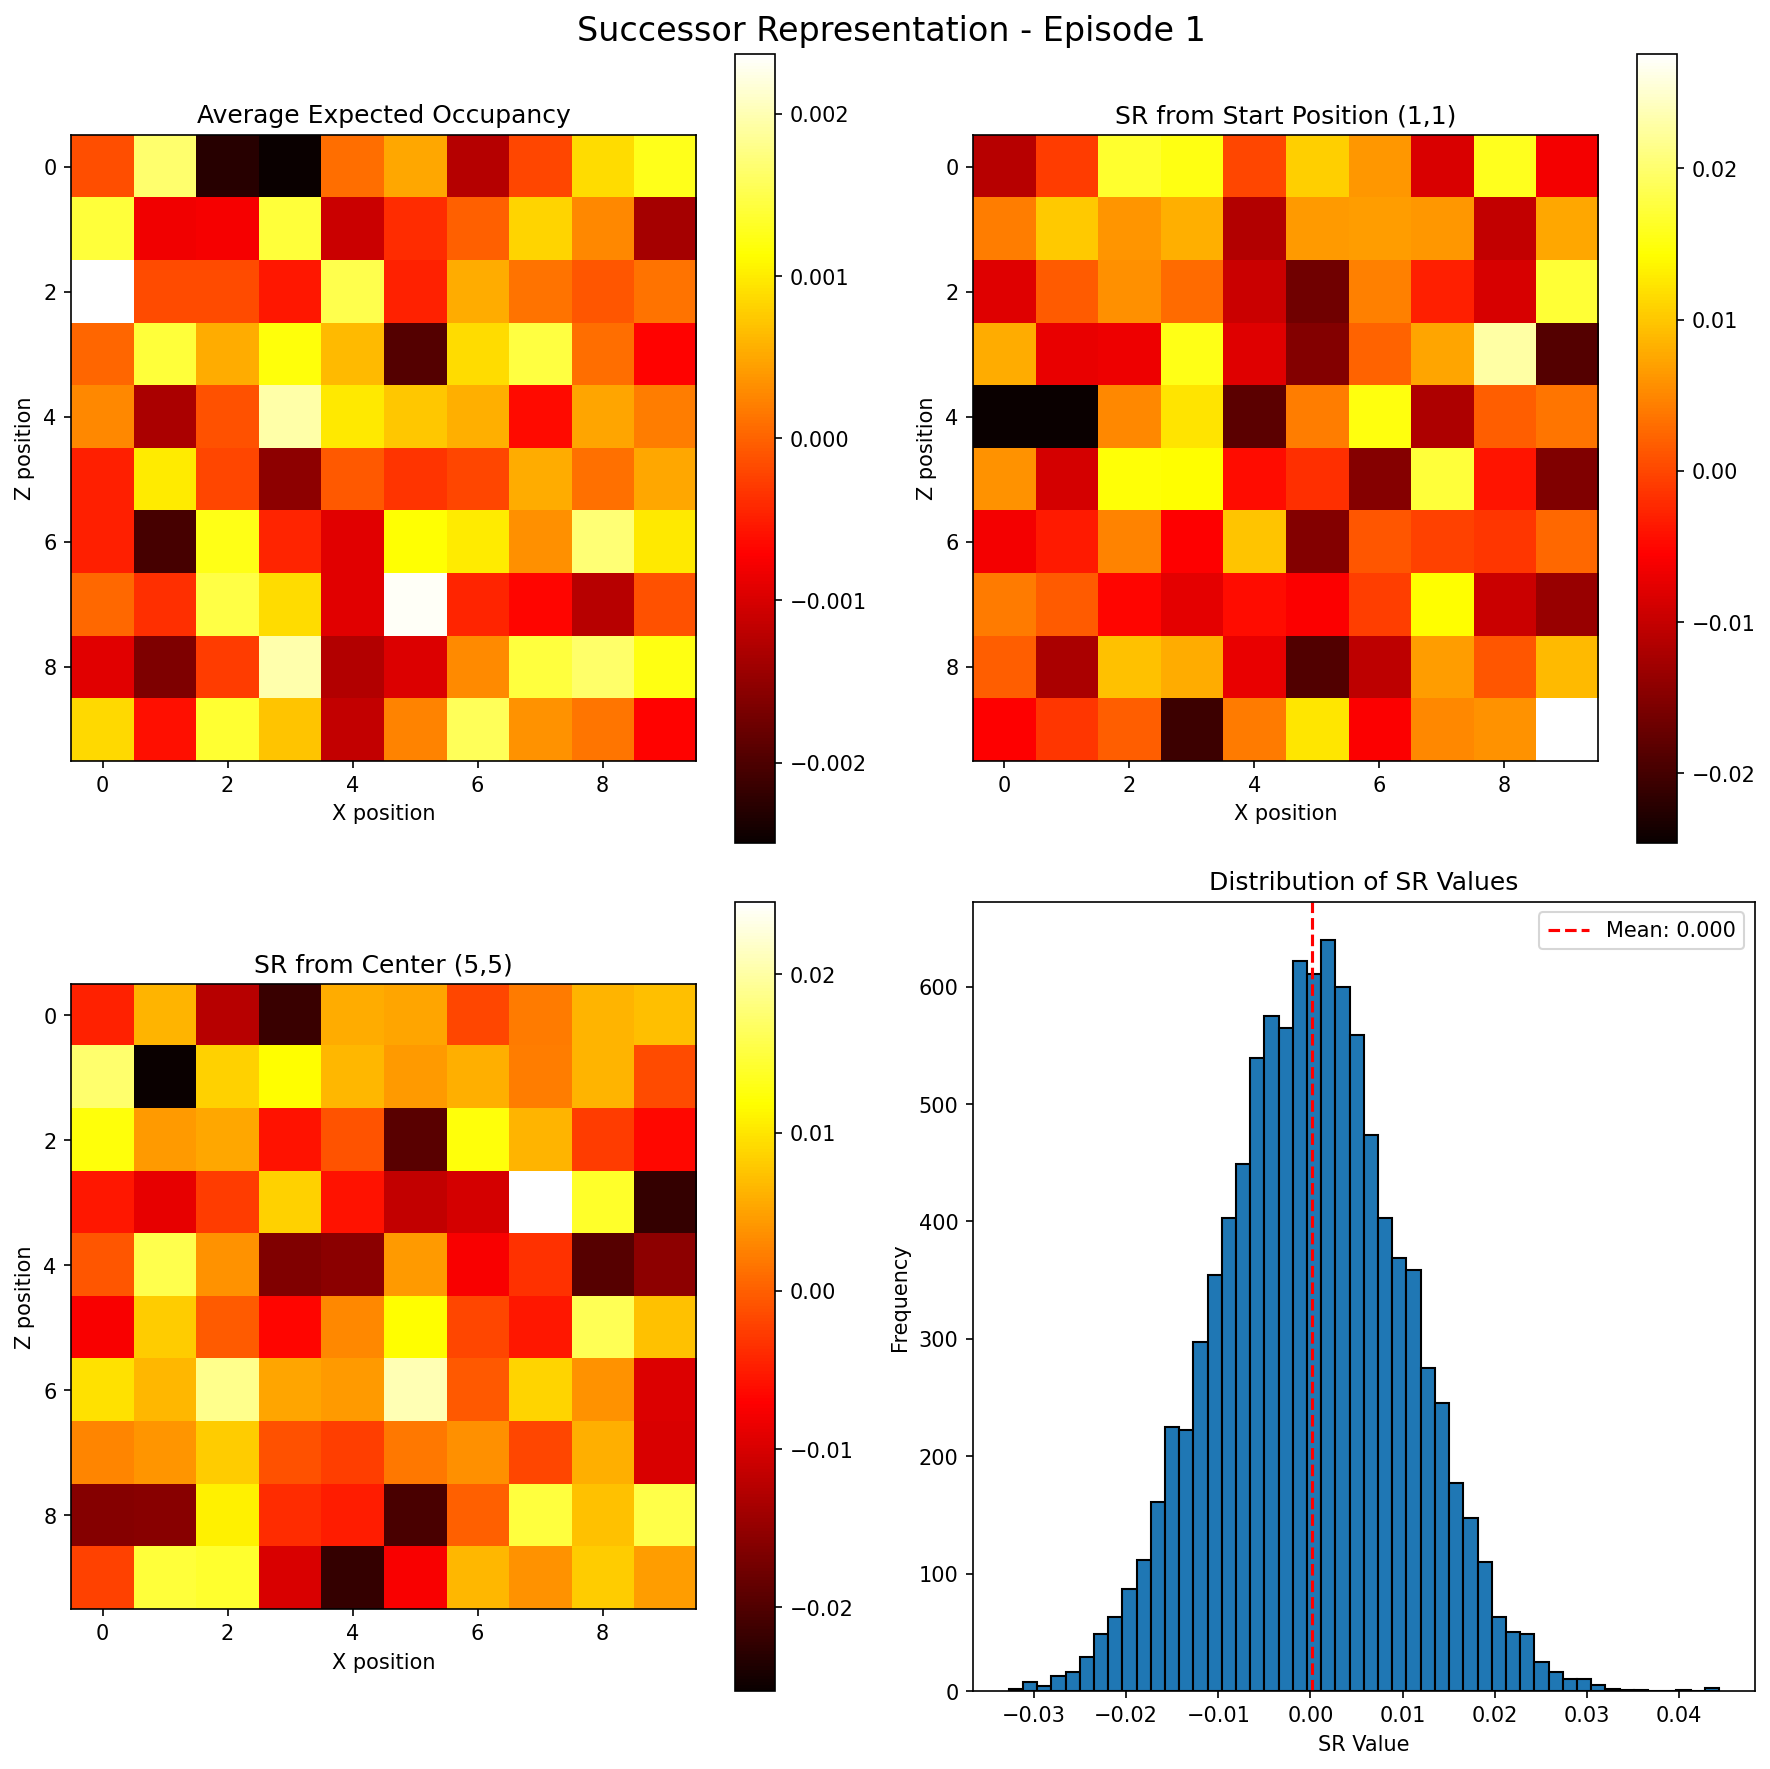 Successor Representation - Episode 1
Average Expected Occupancy
Z position
0
2
4
6
8
0 2 4 6 8
X position
0.002
0.001
0.000
−0.001
−0.002
SR from Start Position (1,1)
Z position
0
2
4
6
8
0 2 4 6 8
X position
0.02
0.01
0.00
−0.01
−0.02
SR from Center (5,5)
Z position
0
2
4
6
8
0 2 4 6 8
X position
0.02
0.01
0.00
−0.01
−0.02
Distribution of SR Values
Mean: 0.000
Frequency
600
500
400
300
200
100
0
−0.03 −0.02 −0.01 0.00 0.01 0.02 0.03 0.04
SR Value